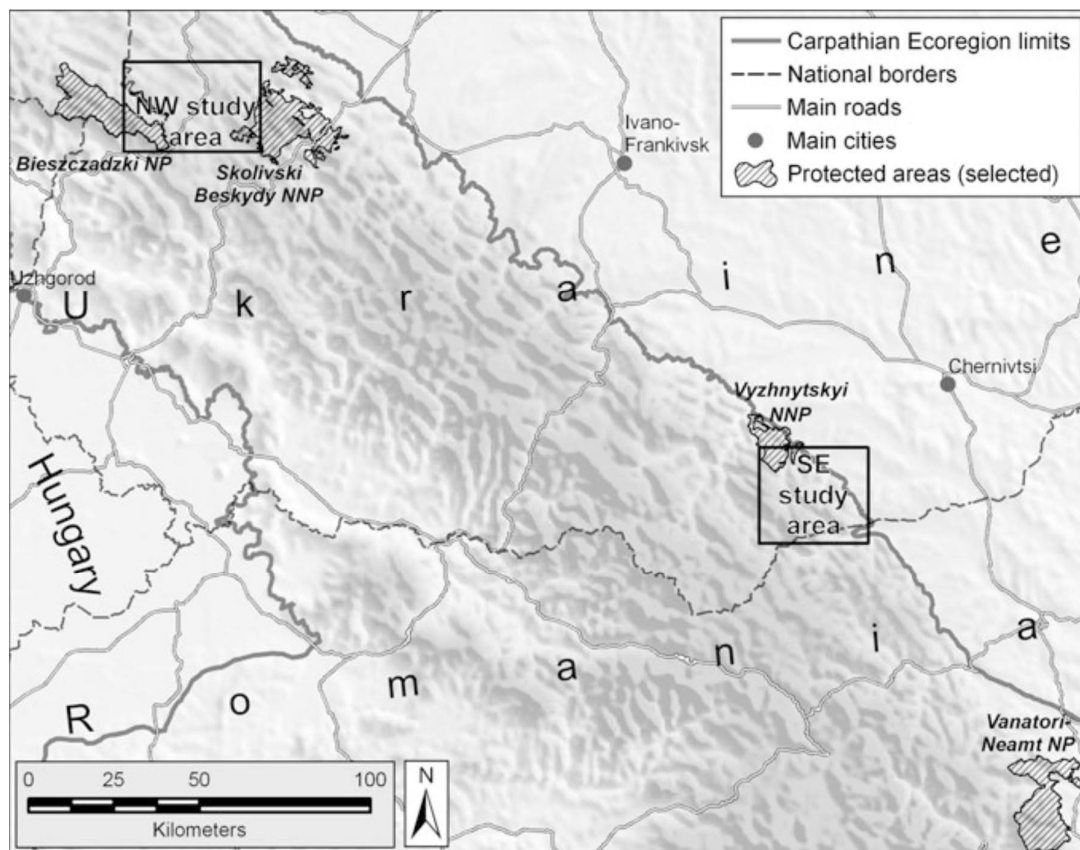 Carpathian Ecoregion limits
National borders
Main roads
Main cities
Protected areas (selected)
NW study
area
Bieszczadzki NP
Skolivski
Beskydy NNP
Ivano-
Frankivsk
Uzhgorod
U k r a i n e
Chernivtsi
Vyzhnytskyi
NNP
SE
study
area
Hungary
R o m a n i a
Vanatori-
Neamt NP
0 25 50 100
Kilometers
N